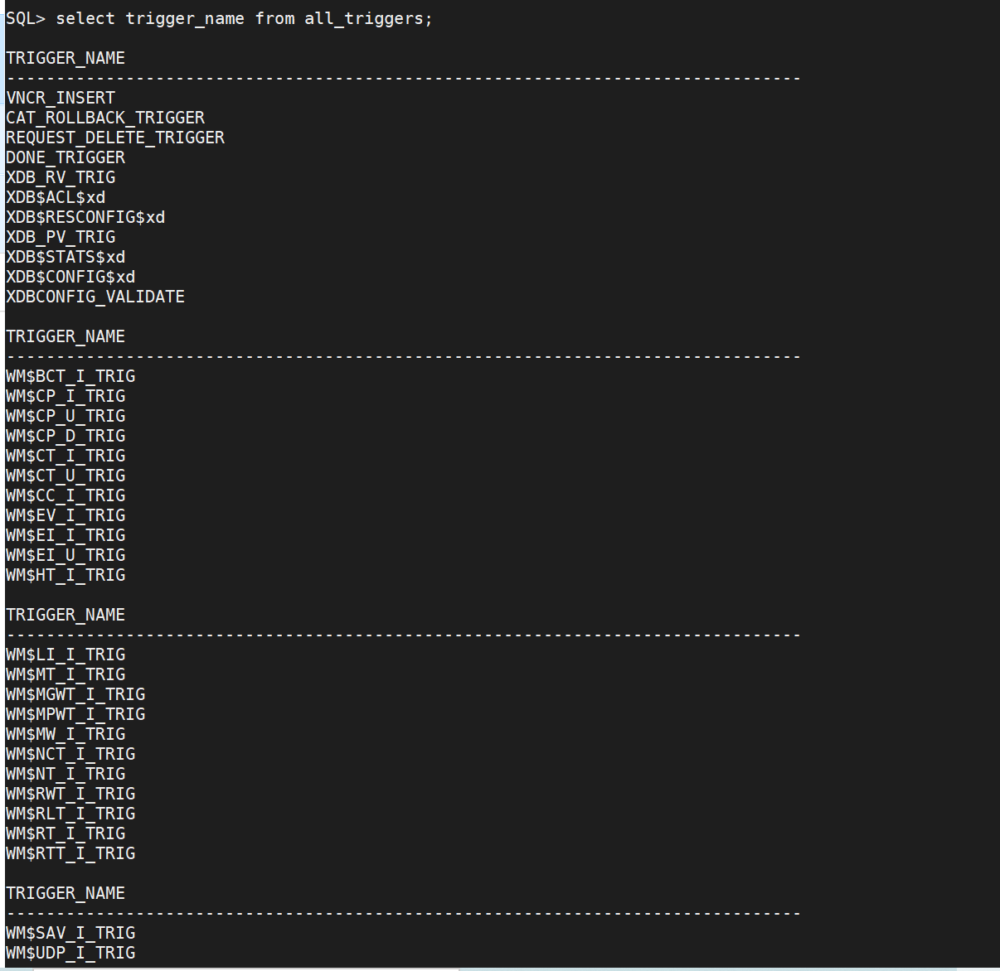 SQL> select trigger_name from all_triggers;
TRIGGER_NAME
--------------------------------------------------------------------------------
VNCR_INSERT
CAT_ROLLBACK_TRIGGER
REQUEST_DELETE_TRIGGER
DONE_TRIGGER
XDB_RV_TRIG
XDB$ACL$xd
XDB$RESCONFIG$xd
XDB_PV_TRIG
XDB$STATS$xd
XDB$CONFIG$xd
XDBCONFIG_VALIDATE
TRIGGER_NAME
--------------------------------------------------------------------------------
WM$BCT_I_TRIG
WM$CP_I_TRIG
WM$CP_U_TRIG
WM$CP_D_TRIG
WM$CT_I_TRIG
WM$CT_U_TRIG
WM$CC_I_TRIG
WM$EV_I_TRIG
WM$EI_I_TRIG
WM$EI_U_TRIG
WM$HT_I_TRIG
TRIGGER_NAME
--------------------------------------------------------------------------------
WM$LI_I_TRIG
WM$MT_I_TRIG
WM$MGWT_I_TRIG
WM$MPWT_I_TRIG
WM$MW_I_TRIG
WM$NCT_I_TRIG
WM$NT_I_TRIG
WM$RWT_I_TRIG
WM$RLT_I_TRIG
WM$RT_I_TRIG
WM$RTT_I_TRIG
TRIGGER_NAME
--------------------------------------------------------------------------------
WM$SAV_I_TRIG
WM$UDP_I_TRIG